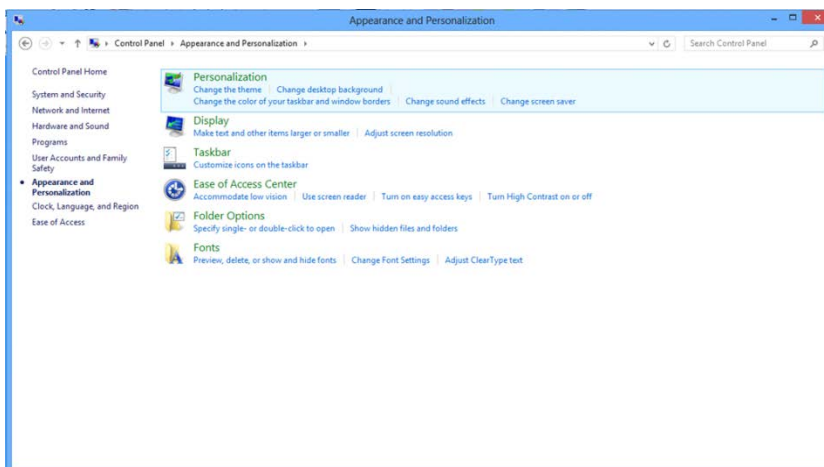 Appearance and Personalization
Control Panel Appearance and Personalization
Search Control Panel
Control Panel Home
System and Security
Network and Internet
Hardware and Sound
Programs
User Accounts and Family
Safety
Appearance and
Personalization
Clock, Language, and Region
Ease of Access
Personalization
Change the theme Change desktop background
Change the color of your taskbar and window borders Change sound effects Change screen saver
Display
Make text and other items larger or smaller Adjust screen resolution
Taskbar
Customize icons on the taskbar
Ease of Access Center
Accommodate low vision Use screen reader Turn on easy access keys Turn High Contrast on or off
Folder Options
Specify single- or double-click to open Show hidden files and folders
Fonts
Preview, delete, or show and hide fonts Change Font Settings Adjust ClearType text